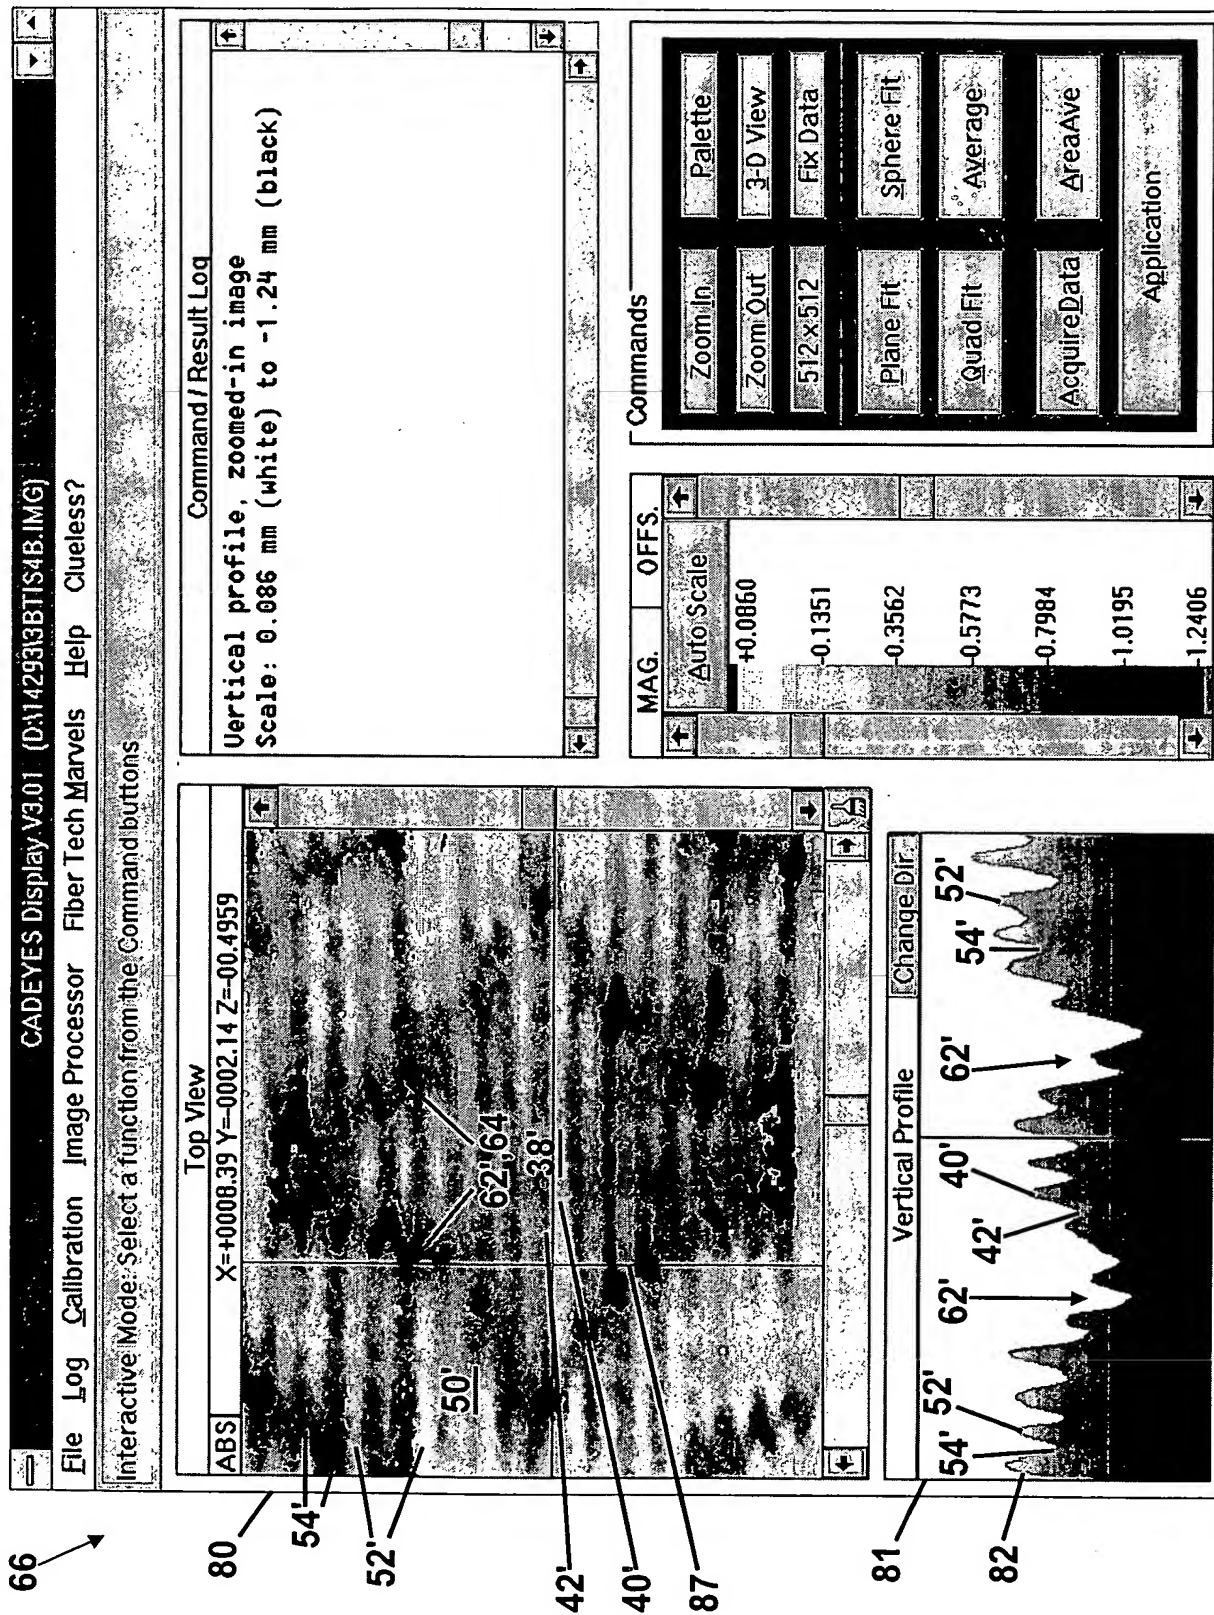 66
CADEYES Display V3.01 (D:\14293\3BTIS4B.IMG)
File Log Calibration Image Processor Fiber Tech Marvels Help Clueless?
Interactive Mode: Select a function from the Command buttons
80
Top View
ABS X=+0008.39 Y=-0002.14 Z=-00.4959
54'
52'
50'
62',64
38'
42'
40'
87
Command / Result Log
Vertical profile, zoomed-in image
Scale: 0.086 mm (white) to -1.24 mm (black)
81
Vertical Profile
Change Dir.
82
54'
52'
62'
42'
40'
62'
54'
52'
MAG. OFFS.
Auto Scale
+0.0860
-0.1351
-0.3562
-0.5773
-0.7984
-1.0195
-1.2406
Commands
Zoom In Palette
Zoom Out 3-D View
512 x 512 Fix Data
Plane Fit Sphere Fit
Quad Fit Average
AcquireData AreaAve
Application